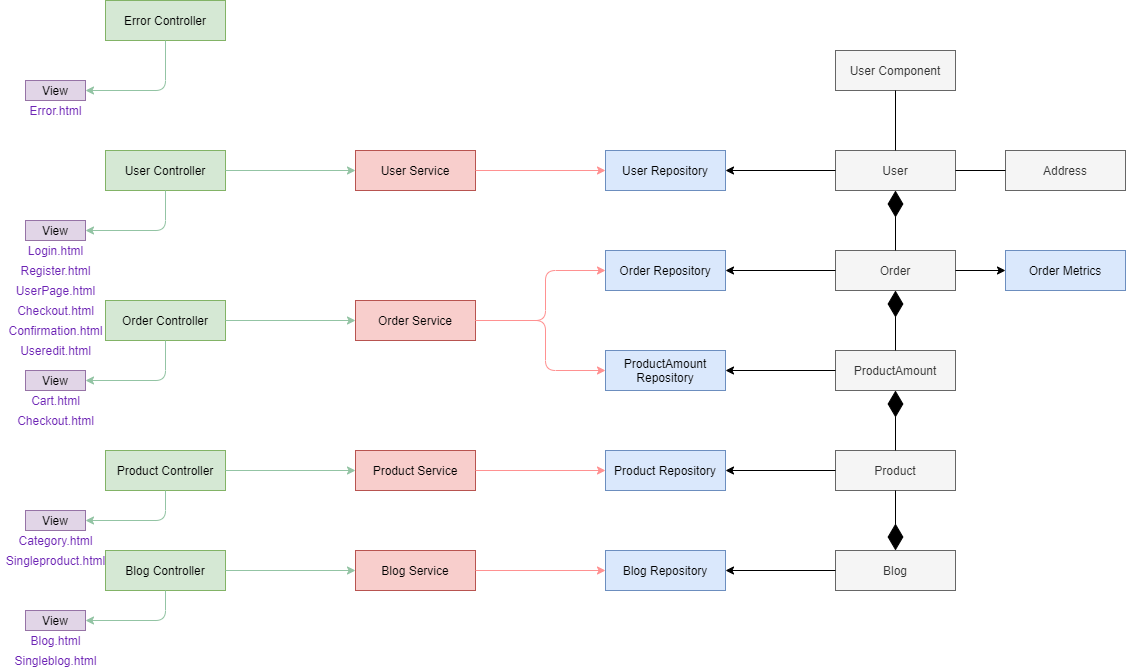 Error Controller
User Component
View
Error.html
User Controller
User Service
User Repository
User
Address
View
Login.html
Register.html
UserPage.html
Checkout.html
Confirmation.html
Useredit.html
Order Repository
Order
Order Metrics
Order Controller
Order Service
ProductAmount
Repository
ProductAmount
View
Cart.html
Checkout.html
Product Controller
Product Service
Product Repository
Product
View
Category.html
Singleproduct.html
Blog Controller
Blog Service
Blog Repository
Blog
View
Blog.html
Singleblog.html